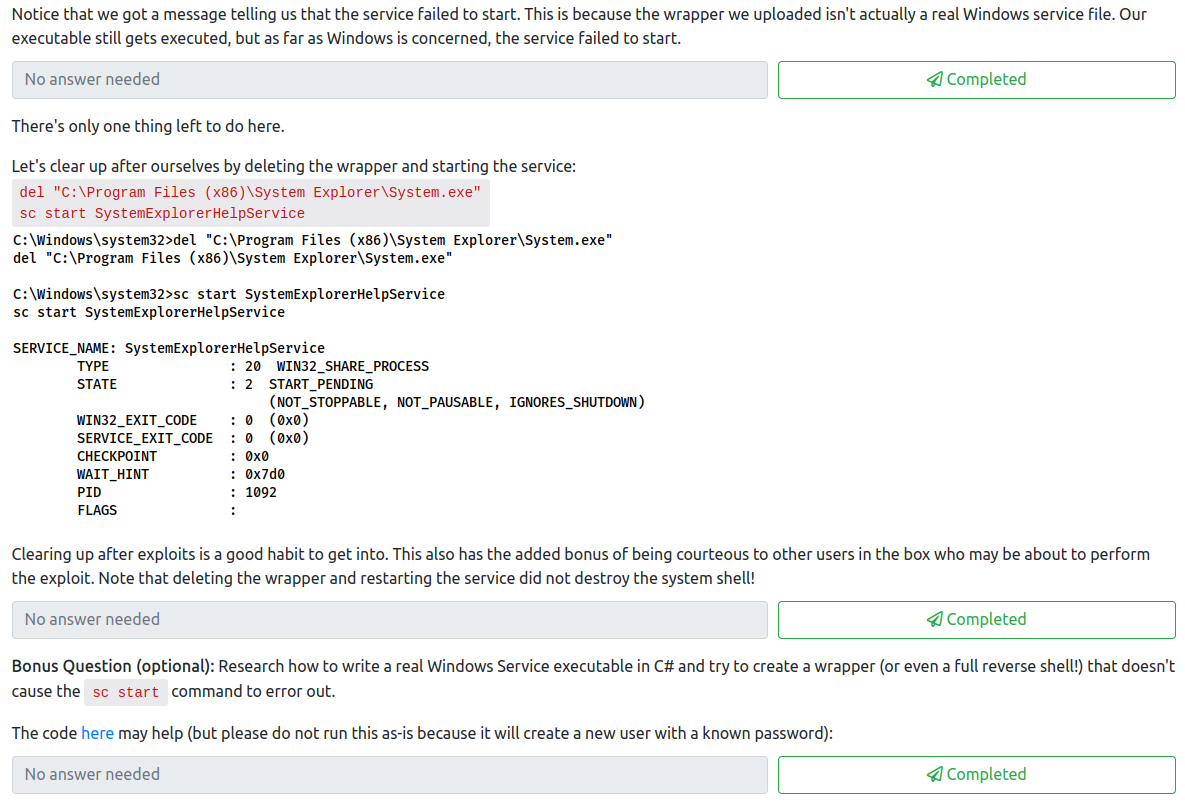 Notice that we got a message telling us that the service failed to start. This is because the wrapper we uploaded isn't actually a real Windows service file. Our
executable still gets executed, but as far as Windows is concerned, the service failed to start.
No answer needed
Completed
There's only one thing left to do here.
Let's clear up after ourselves by deleting the wrapper and starting the service:
del "C:\Program Files (x86)\System Explorer\System.exe"
sc start SystemExplorerHelpService
C:\Windows\system32>del "C:\Program Files (x86)\System Explorer\System.exe"
del "C:\Program Files (x86)\System Explorer\System.exe"
C:\Windows\system32>sc start SystemExplorerHelpService
sc start SystemExplorerHelpService
SERVICE_NAME: SystemExplorerHelpService
        TYPE               : 20  WIN32_SHARE_PROCESS
        STATE              : 2  START_PENDING
                                (NOT_STOPPABLE, NOT_PAUSABLE, IGNORES_SHUTDOWN)
        WIN32_EXIT_CODE    : 0  (0x0)
        SERVICE_EXIT_CODE  : 0  (0x0)
        CHECKPOINT         : 0x0
        WAIT_HINT          : 0x7d0
        PID                : 1092
        FLAGS              :
Clearing up after exploits is a good habit to get into. This also has the added bonus of being courteous to other users in the box who may be about to perform
the exploit. Note that deleting the wrapper and restarting the service did not destroy the system shell!
No answer needed
Completed
Bonus Question (optional): Research how to write a real Windows Service executable in C# and try to create a wrapper (or even a full reverse shell!) that doesn't
cause the sc start command to error out.
The code here may help (but please do not run this as-is because it will create a new user with a known password):
No answer needed
Completed